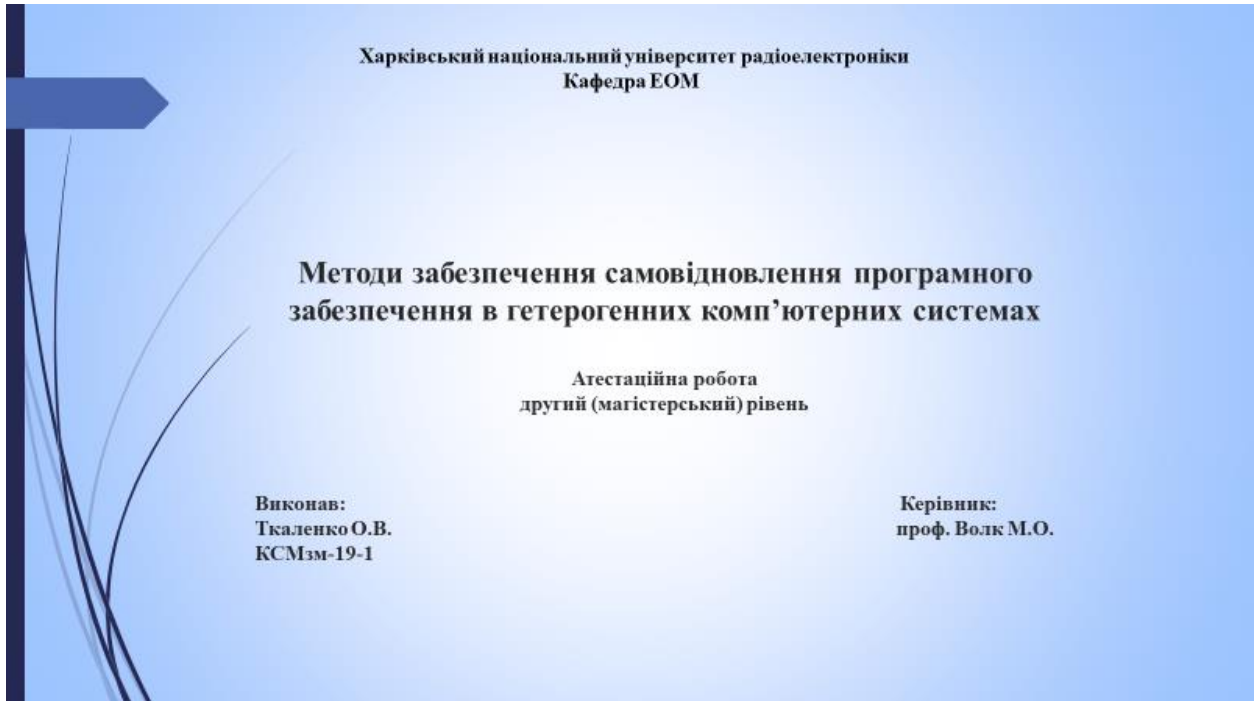 Харківський національний університет радіоелектроніки
Кафедра ЕОМ
Методи забезпечення самовідновлення програмного
забезпечення в гетерогенних комп’ютерних системах
Атестаційна робота
другий (магістерський) рівень
Виконав:
Ткаленко О.В.
КСМзм-19-1
Керівник:
проф. Волк М.О.